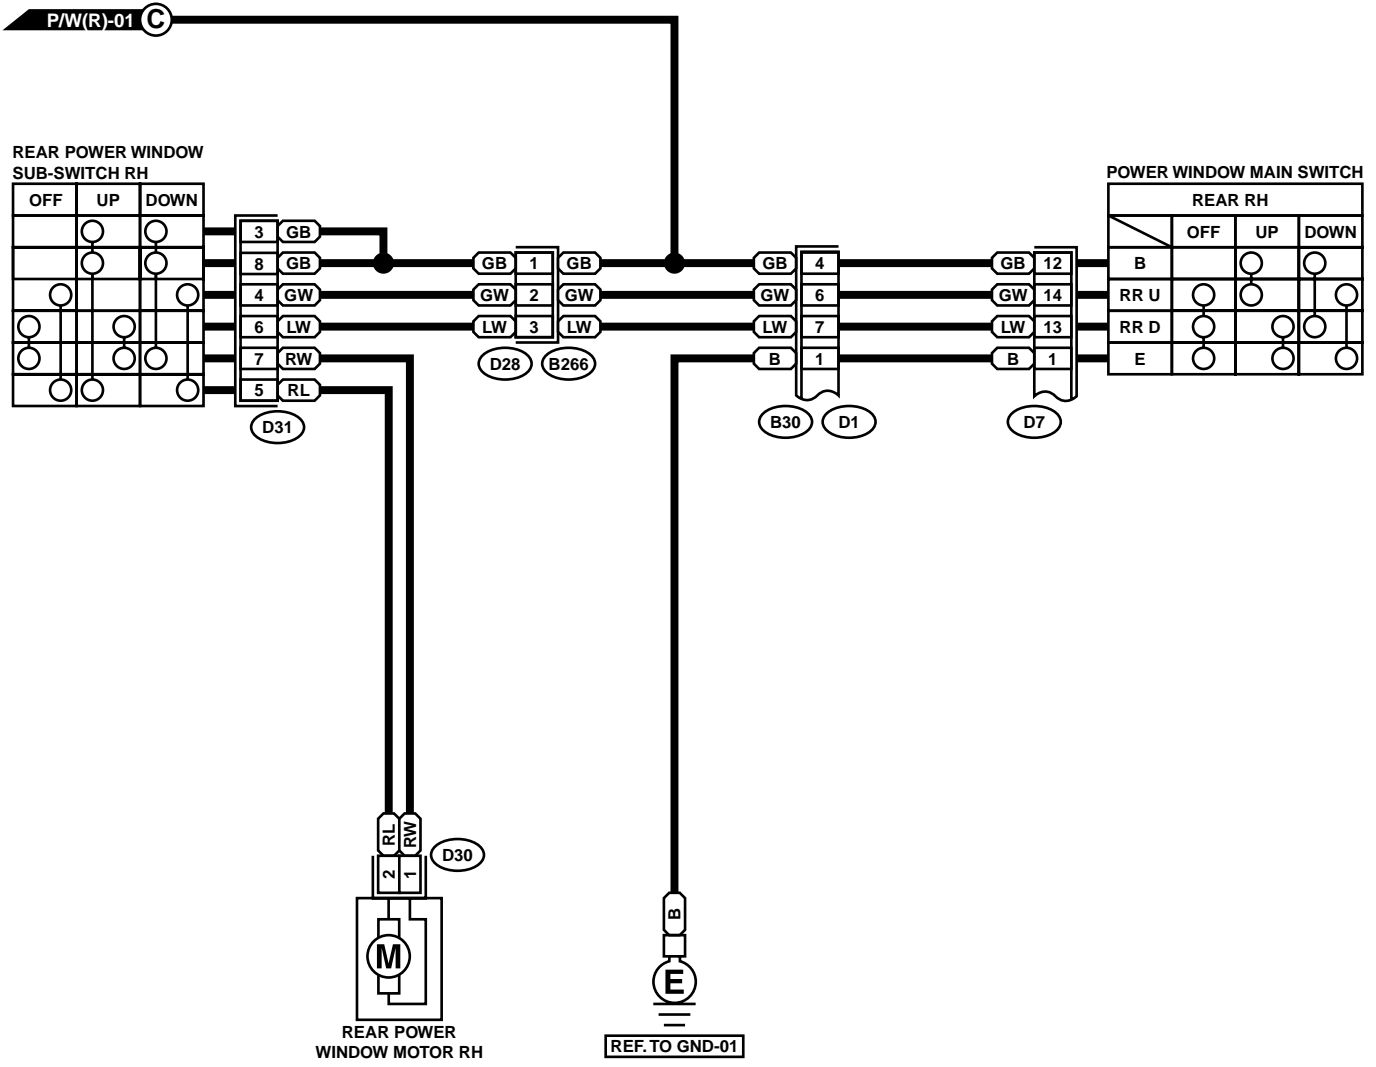 P/W(R)-01 C
REAR POWER WINDOW
SUB-SWITCH RH
OFF UP DOWN
3 GB
8 GB
4 GW
6 LW
7 RW
5 RL
D31
GB 1 GB
GW 2 GW
LW 3 LW
D28 B266
GB 4
GW 6
LW 7
B 1
B30 D1
GB 12
GW 14
LW 13
B 1
D7
POWER WINDOW MAIN SWITCH
REAR RH
OFF UP DOWN
B
RR U
RR D
E
RL RW
2 1
D30
M
REAR POWER
WINDOW MOTOR RH
B
E
REF. TO GND-01